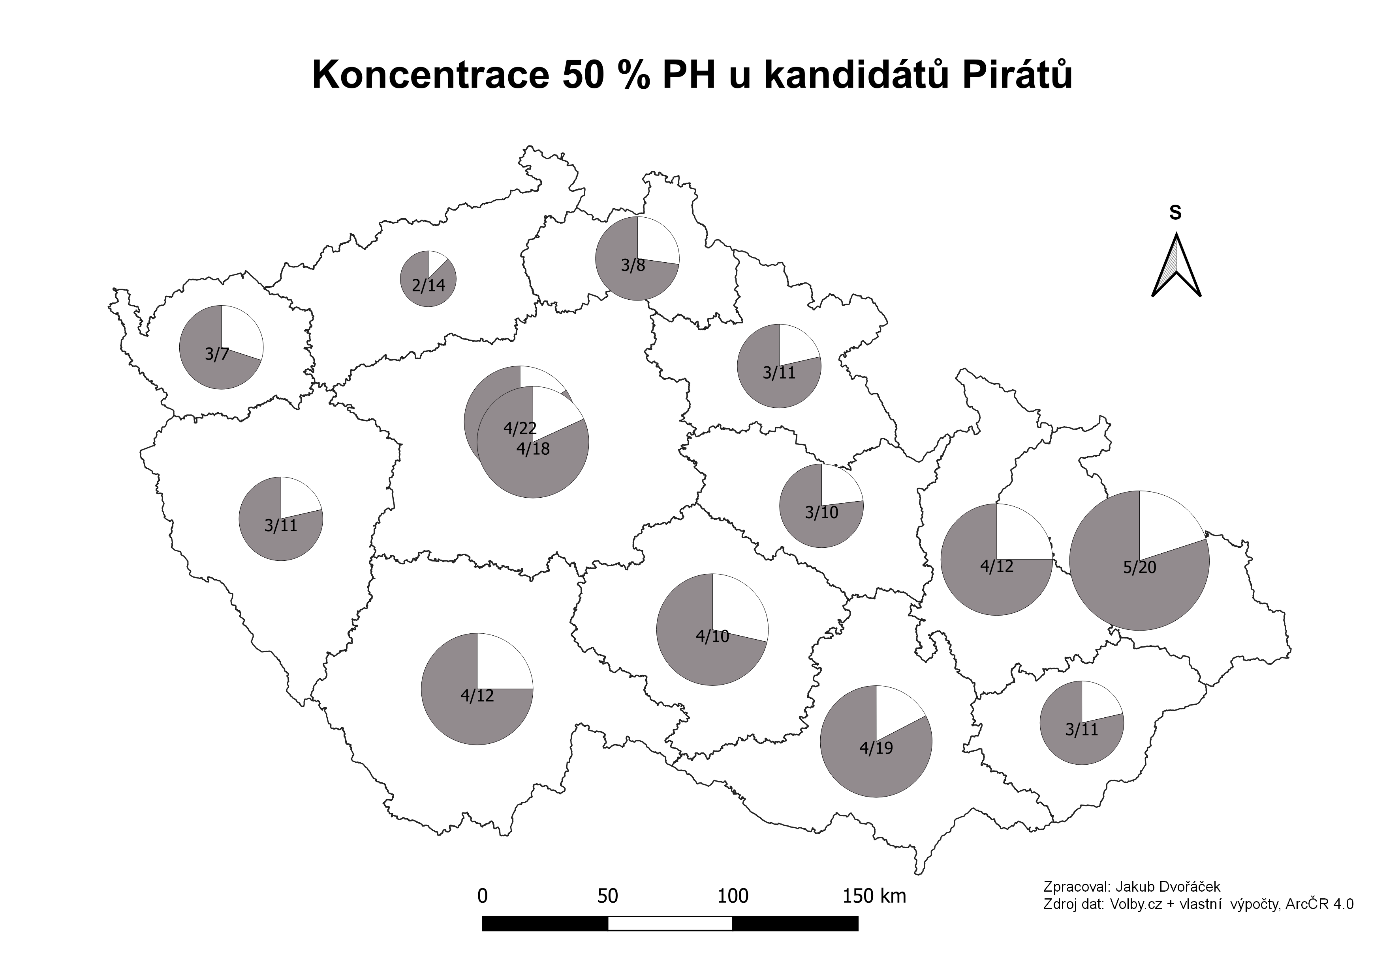 Koncentrace 50 % PH u kandidátů Pirátů
S
3/8
2/14
3/7
3/11
4/22
4/18
3/11
3/10
4/12
5/20
4/10
4/12
3/11
4/19
0 50 100 150 km
Zpracoval: Jakub Dvořáček
Zdroj dat: Volby.cz + vlastní výpočty, ArcČR 4.0